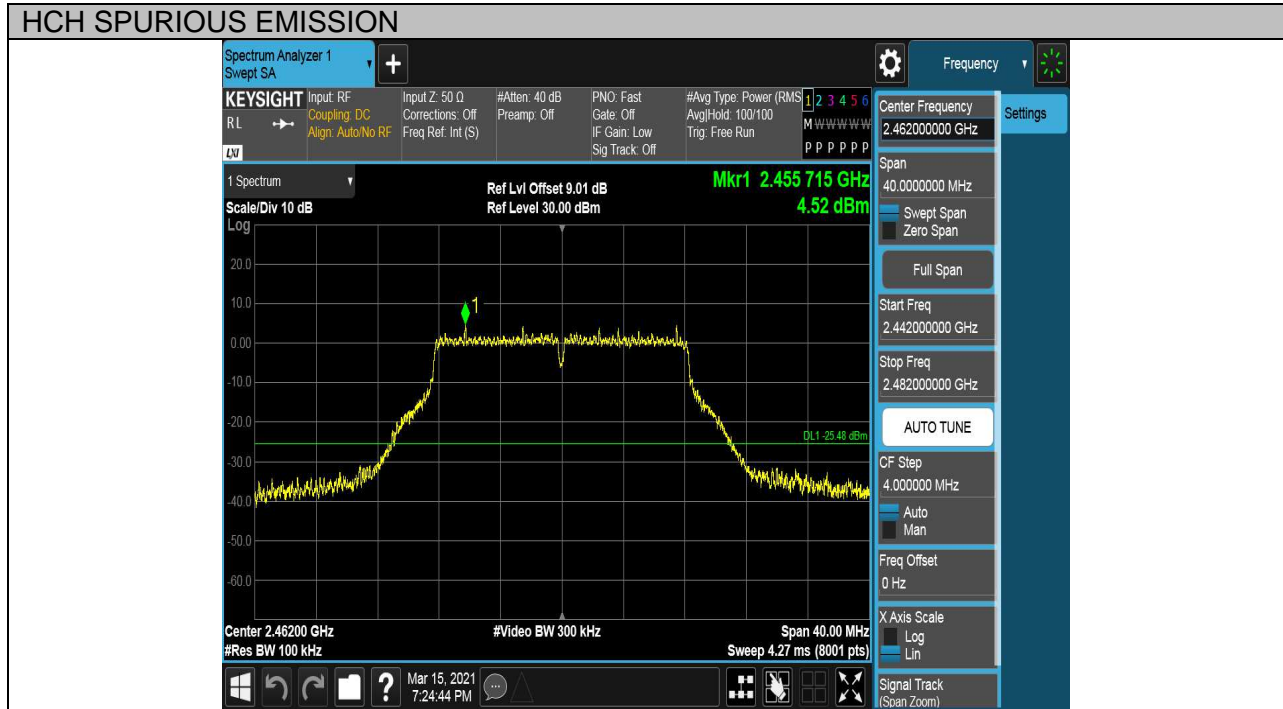 HCH SPURIOUS EMISSION
Spectrum Analyzer 1
Swept SA
+
Frequency
KEYSIGHT
RL
LXI
Input: RF
Coupling: DC
Align: Auto/No RF
Input Z: 50 Ω
Corrections: Off
Freq Ref: Int (S)
#Atten: 40 dB
Preamp: Off
PNO: Fast
Gate: Off
IF Gain: Low
Sig Track: Off
#Avg Type: Power (RMS
Avg|Hold: 100/100
Trig: Free Run
1 2 3 4 5 6
M W W W W W
P P P P P P
1 Spectrum
Scale/Div 10 dB
Log
Ref Lvl Offset 9.01 dB
Ref Level 30.00 dBm
Mkr1 2.455 715 GHz
4.52 dBm
20.0
10.0
0.00
-10.0
-20.0
-30.0
-40.0
-50.0
-60.0
1
DL1 -25.48 dBm
Center 2.46200 GHz
#Res BW 100 kHz
#Video BW 300 kHz
Span 40.00 MHz
Sweep 4.27 ms (8001 pts)
?
Mar 15, 2021
7:24:44 PM
Center Frequency
2.462000000 GHz
Settings
Span
40.0000000 MHz
Swept Span
Zero Span
Full Span
Start Freq
2.442000000 GHz
Stop Freq
2.482000000 GHz
AUTO TUNE
CF Step
4.000000 MHz
Auto
Man
Freq Offset
0 Hz
X Axis Scale
Log
Lin
Signal Track
(Span Zoom)